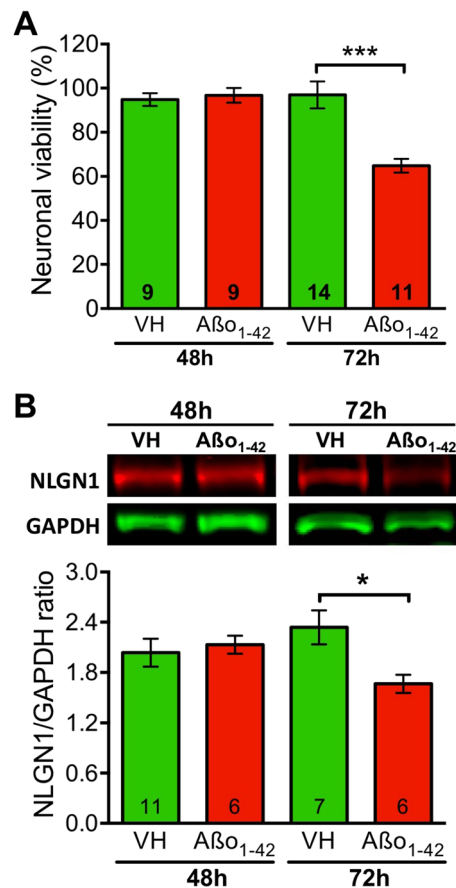 A
Neuronal viability (%)
120
100
80
60
40
20
0
***
9 9 14 11
VH Aßo1-42 VH Aßo1-42
48h 72h
B
48h 72h
VH Aßo1-42 VH Aßo1-42
NLGN1
GAPDH
NLGN1/GAPDH ratio
3.0
2.4
1.8
1.2
0.6
0.0
*
11 6 7 6
VH Aßo1-42 VH Aßo1-42
48h 72h